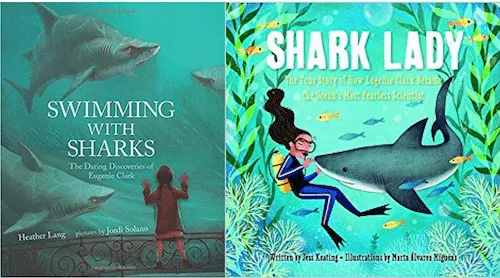 SWIMMING
WITH
SHARKS
The Daring Discoveries of
Eugenie Clark
Heather Lang pictures by Jordi Solano
SHARK LADY
The True Story of How Eugenie Clark Became
the Ocean's Most Fearless Scientist
Written by Jess Keating - Illustrations by Marta Álvarez Miguéns